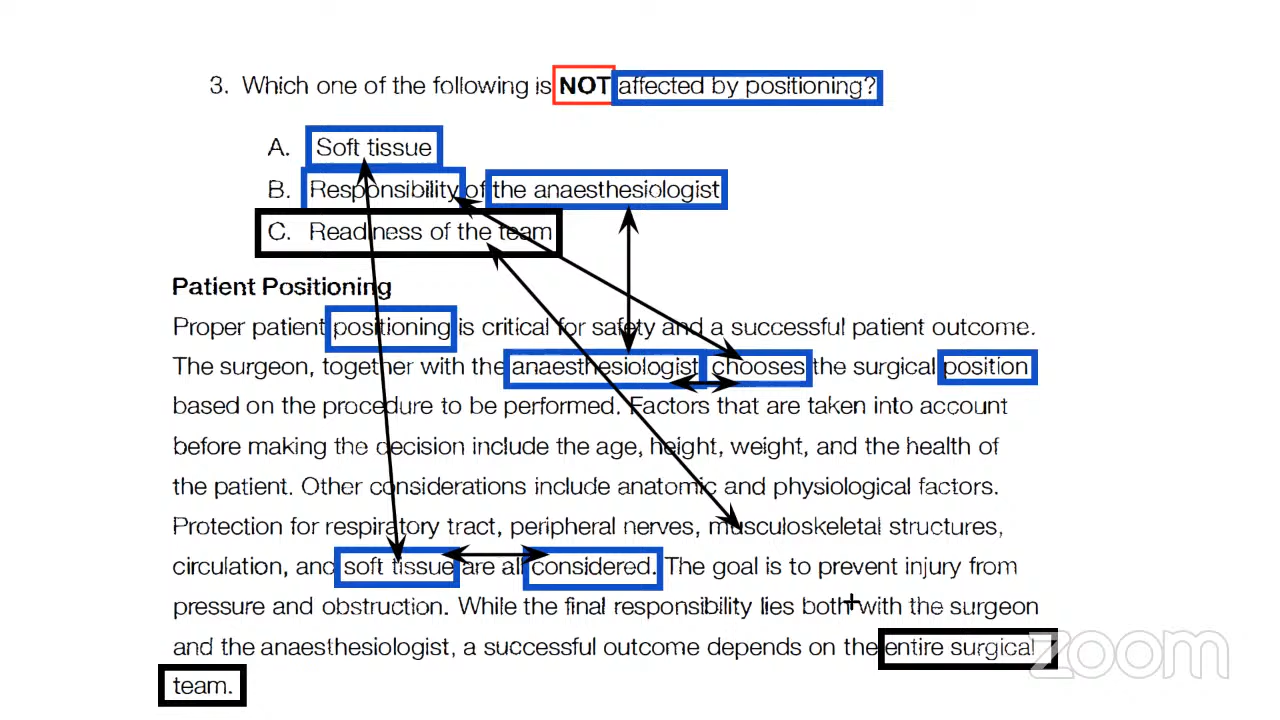 3. Which one of the following is NOT affected by positioning?
A. Soft tissue
B. Responsibility of the anaesthesiologist
C. Readiness of the team
Patient Positioning
Proper patient positioning is critical for safety and a successful patient outcome.
The surgeon, together with the anaesthesiologist chooses the surgical position
based on the procedure to be performed. Factors that are taken into account
before making the decision include the age, height, weight, and the health of
the patient. Other considerations include anatomic and physiological factors.
Protection for respiratory tract, peripheral nerves, musculoskeletal structures,
circulation, and soft tissue are all considered. The goal is to prevent injury from
pressure and obstruction. While the final responsibility lies both with the surgeon
and the anaesthesiologist, a successful outcome depends on the entire surgical
team.
zoom